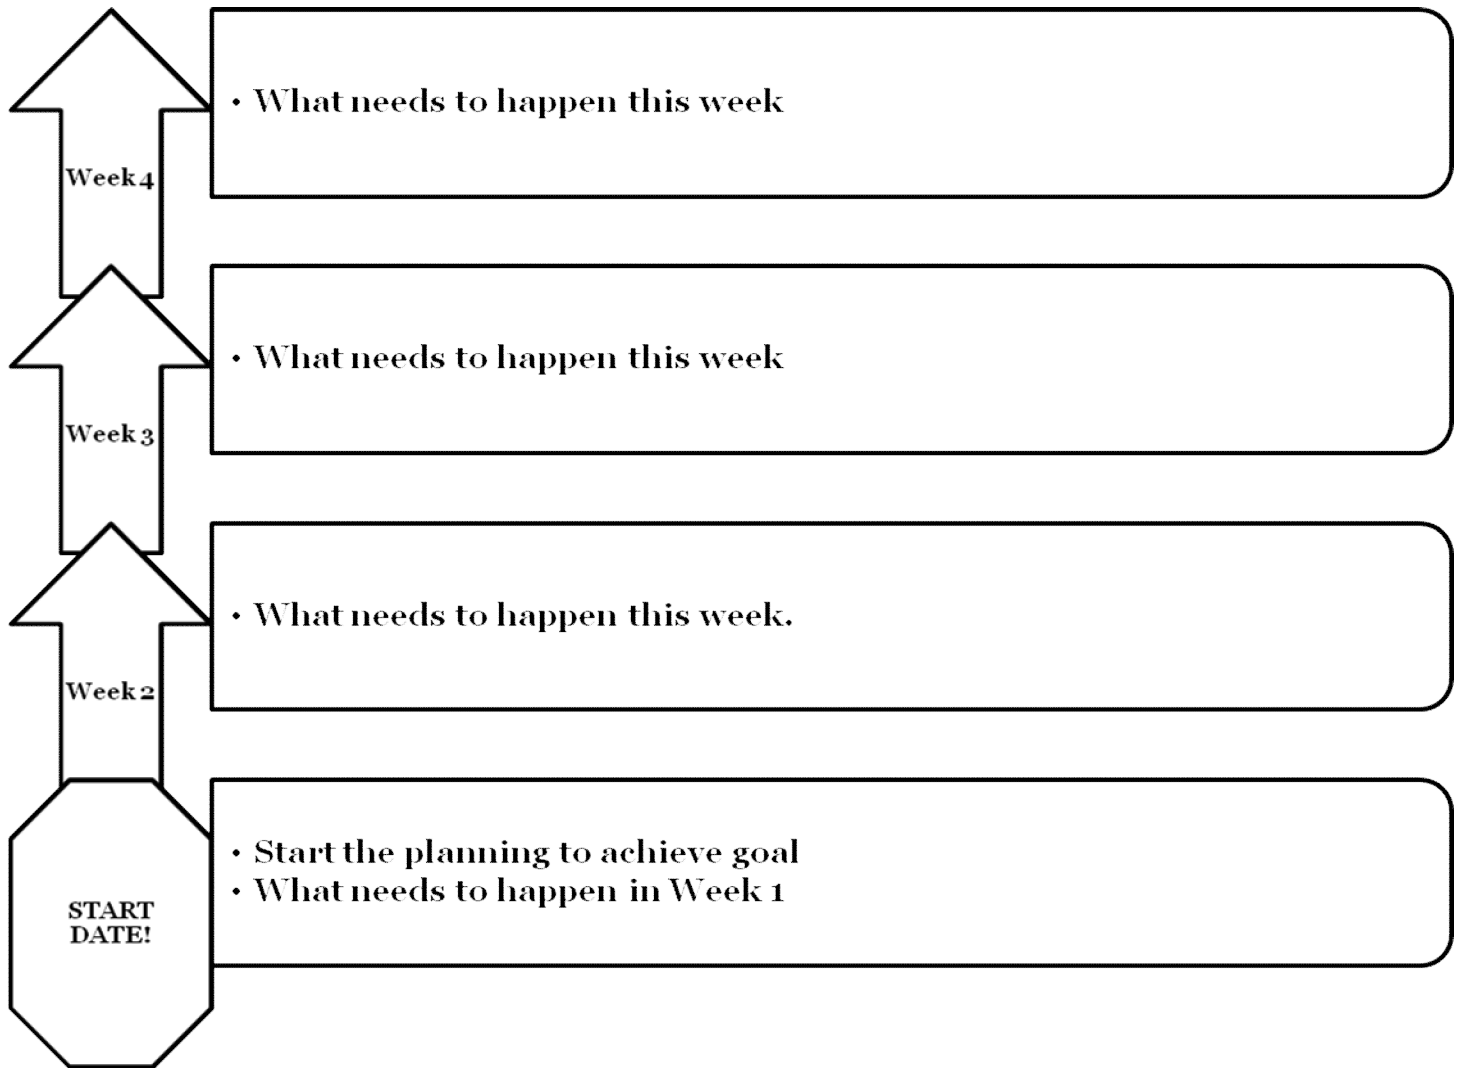 Week 4
• What needs to happen this week
Week 3
• What needs to happen this week
Week 2
• What needs to happen this week.
START
DATE!
• Start the planning to achieve goal
• What needs to happen in Week 1